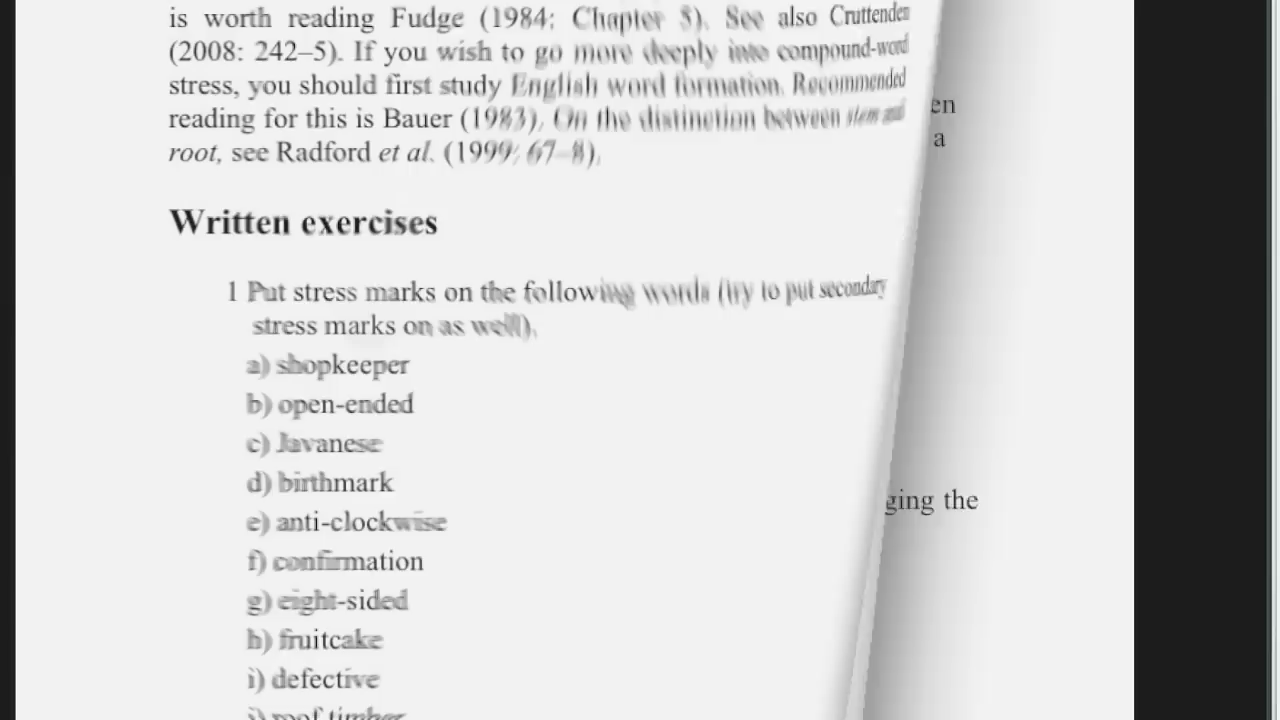 is worth reading Fudge (1984: Chapter 5). See also Cruttenden
(2008: 242–5). If you wish to go more deeply into compound-word
stress, you should first study English word formation. Recommended
reading for this is Bauer (1983). On the distinction between stem and
root, see Radford et al. (1999: 67–8).
Written exercises
1 Put stress marks on the following words (try to put secondary
stress marks on as well).
a) shopkeeper
b) open-ended
c) Javanese
d) birthmark
e) anti-clockwise
f) confirmation
g) eight-sided
h) fruitcake
i) defective
j) roof timber
en
a
ging the